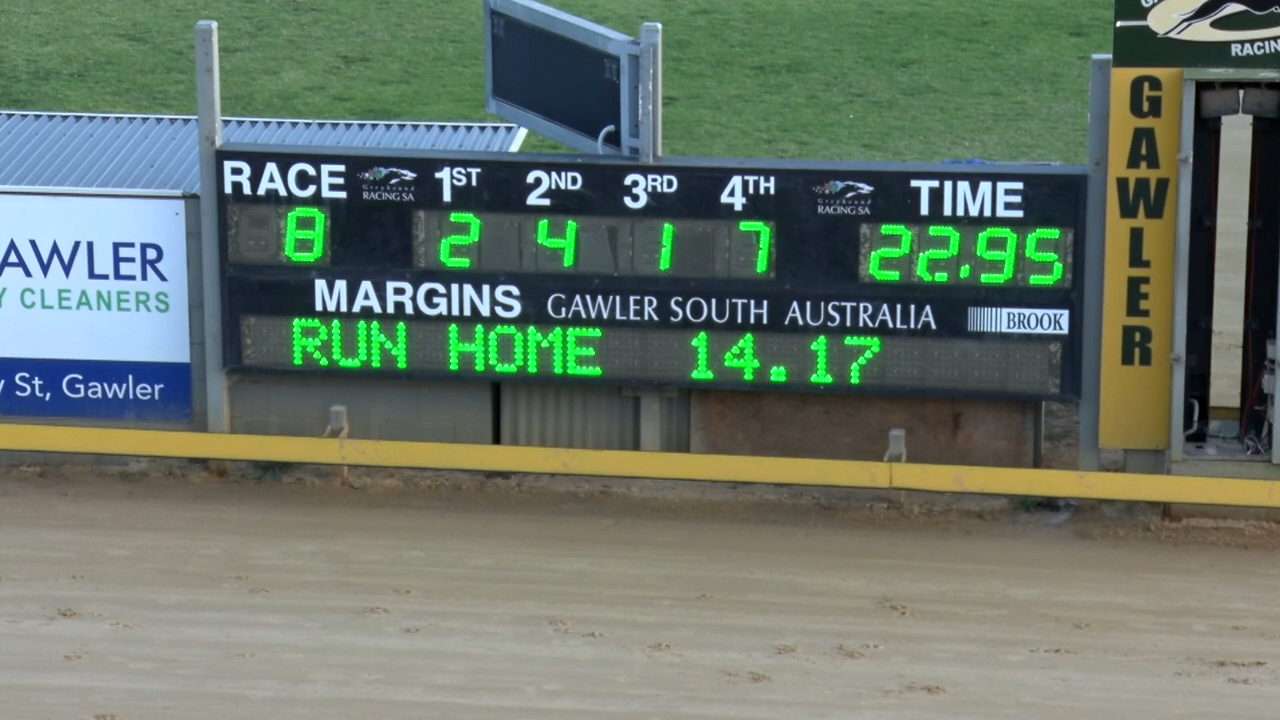 RACIN
GAWLER
RACE Greyhound RACING SA 1ST 2ND 3RD 4TH Greyhound RACING SA TIME
8 2 4 1 7 22.95
MARGINS GAWLER SOUTH AUSTRALIA BROOK
RUN HOME 14.17
AWLER
Y CLEANERS
y St, Gawler